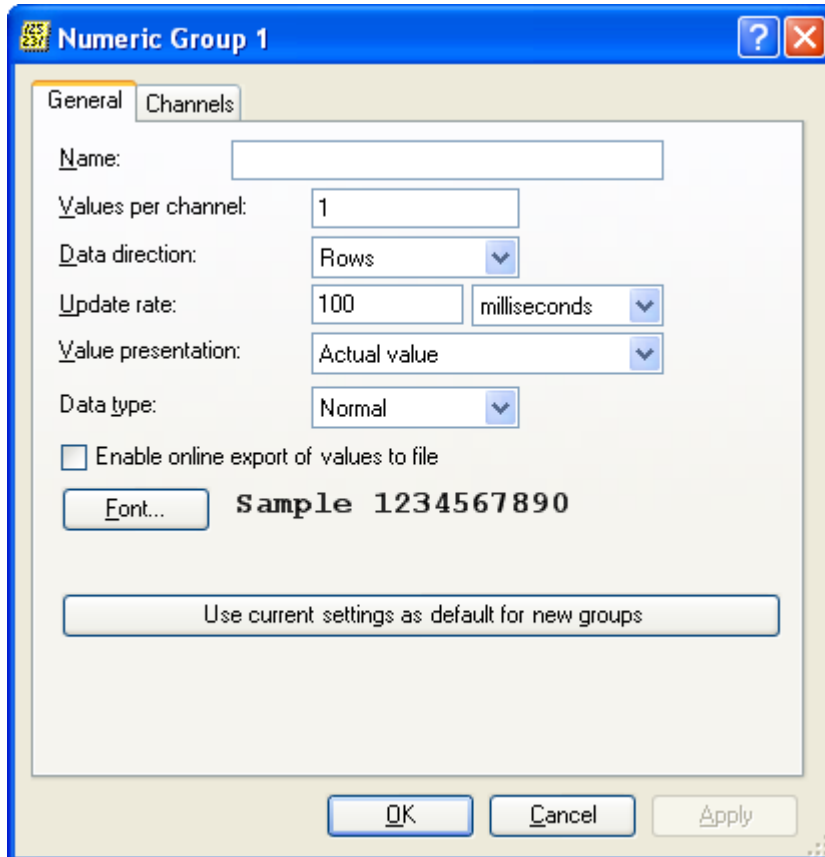 125
237
Numeric Group 1
?
General Channels
Name:
Values per channel: 1
Data direction: Rows
Update rate: 100 milliseconds
Value presentation: Actual value
Data type: Normal
Enable online export of values to file
Font... Sample 1234567890
Use current settings as default for new groups
OK Cancel Apply